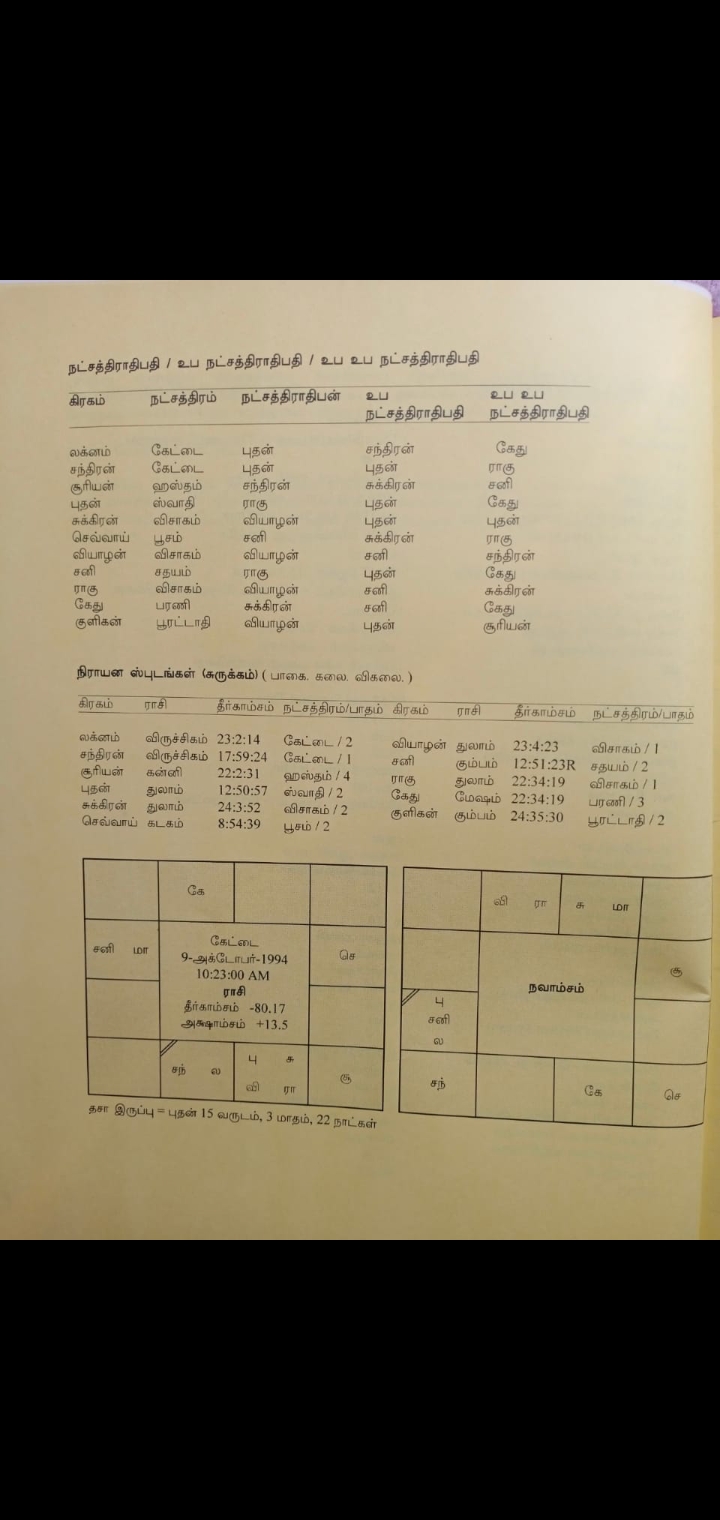 நட்சத்திராதிபதி / உப நட்சத்திராதிபதி / உப உப நட்சத்திராதிபதி
கிரகம் நட்சத்திரம் நட்சத்திராதிபன் உப உப உப
நட்சத்திராதிபதி நட்சத்திராதிபதி
லக்னம் கேட்டை புதன் சந்திரன் கேது
சந்திரன் கேட்டை புதன் புதன் ராகு
சூரியன் ஹஸ்தம் சந்திரன் சுக்கிரன் சனி
புதன் ஸ்வாதி ராகு புதன் கேது
சுக்கிரன் விசாகம் வியாழன் புதன் புதன்
செவ்வாய் பூசம் சனி சுக்கிரன் ராகு
வியாழன் விசாகம் வியாழன் சனி சந்திரன்
சனி சதயம் ராகு புதன் கேது
ராகு விசாகம் வியாழன் சனி சுக்கிரன்
கேது பரணி சுக்கிரன் சனி கேது
குளிகன் பூரட்டாதி வியாழன் புதன் சூரியன்
நிராயன ஸ்புடங்கள் (சுருக்கம்) ( பாகை. கலை. விகலை. )
கிரகம் ராசி தீர்காம்சம் நட்சத்திரம்/பாதம் கிரகம் ராசி தீர்காம்சம் நட்சத்திரம்/பாதம்
லக்னம் விருச்சிகம் 23:2:14 கேட்டை / 2 வியாழன் துலாம் 23:4:23 விசாகம் / 1
சந்திரன் விருச்சிகம் 17:59:24 கேட்டை / 1 சனி கும்பம் 12:51:23R சதயம் / 2
சூரியன் கன்னி 22:2:31 ஹஸ்தம் / 4 ராகு துலாம் 22:34:19 விசாகம் / 1
புதன் துலாம் 12:50:57 ஸ்வாதி / 2 கேது மேஷம் 22:34:19 பரணி / 3
சுக்கிரன் துலாம் 24:3:52 விசாகம் / 2 குளிகன் கும்பம் 24:35:30 பூரட்டாதி / 2
செவ்வாய் கடகம் 8:54:39 பூசம் / 2
கே
சனி மா
கேட்டை
9-அக்டோபர்-1994
10:23:00 AM
ராசி
தீர்காம்சம் -80.17
அக்ஷாம்சம் +13.5
செ
சந் ல
பு சு
வி ரா
சூ
வி ரா
சு மா
நவாம்சம்
சூ
பு
சனி
ல
சந்
கே
செ
தசா இருப்பு = புதன் 15 வருடம், 3 மாதம், 22 நாட்கள்